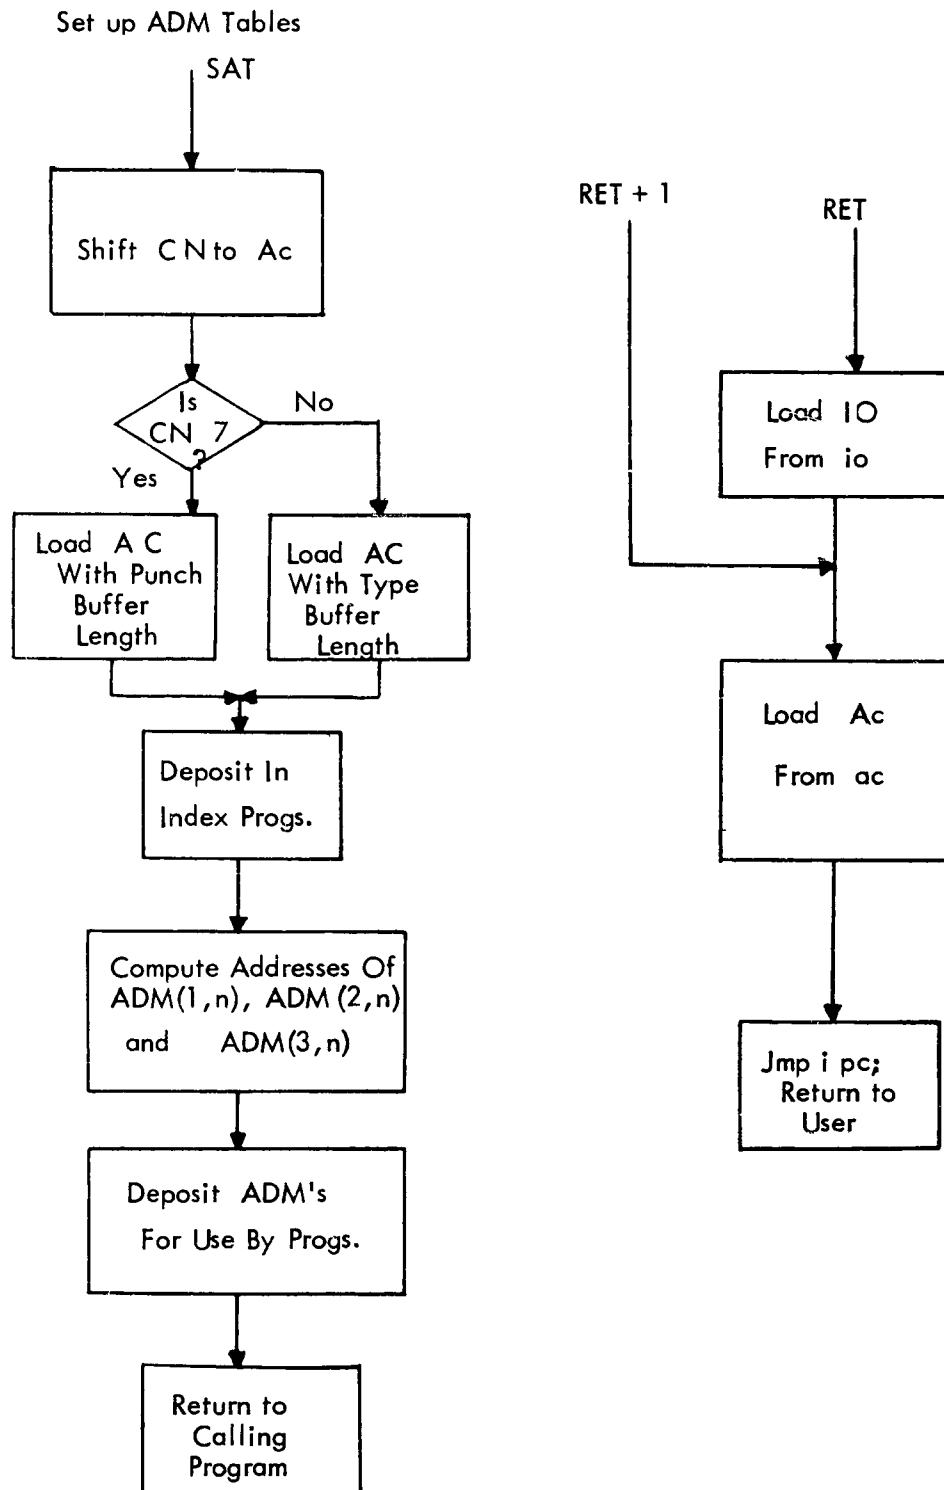 Set up ADM Tables
SAT
Shift CN to Ac
Is
CN 7
?
No
Yes
Load AC
With Punch
Buffer
Length
Load AC
With Type
Buffer
Length
Deposit In
Index Progs.
Compute Addresses Of
ADM(1,n), ADM(2,n)
and ADM(3,n)
Deposit ADM's
For Use By Progs.
Return to
Calling
Program
RET + 1
RET
Load IO
From io
Load Ac
From ac
Jmp i pc;
Return to
User